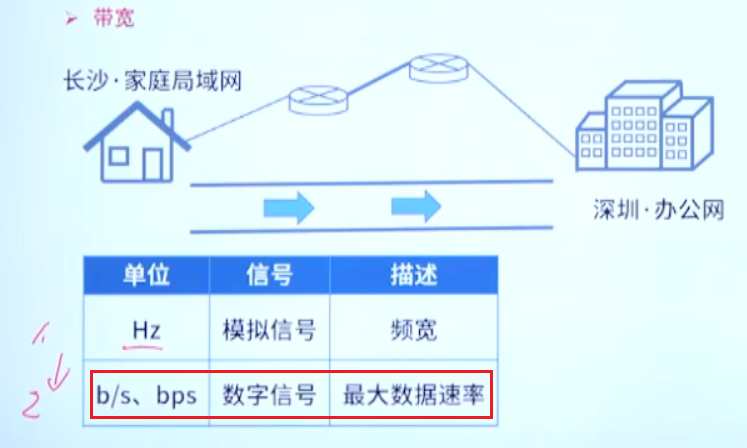 ➢ 带宽
长沙·家庭局域网
深圳·办公网
单位 信号 描述
Hz 模拟信号 频宽
b/s、bps 数字信号 最大数据速率
1.
2